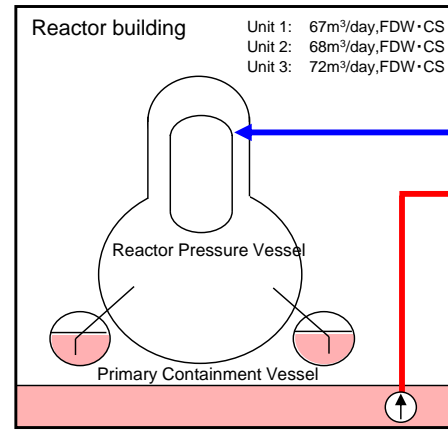 Reactor building
Unit 1: 67m³/day,FDW・CS
Unit 2: 68m³/day,FDW・CS
Unit 3: 72m³/day,FDW・CS
Reactor Pressure Vessel
Primary Containment Vessel